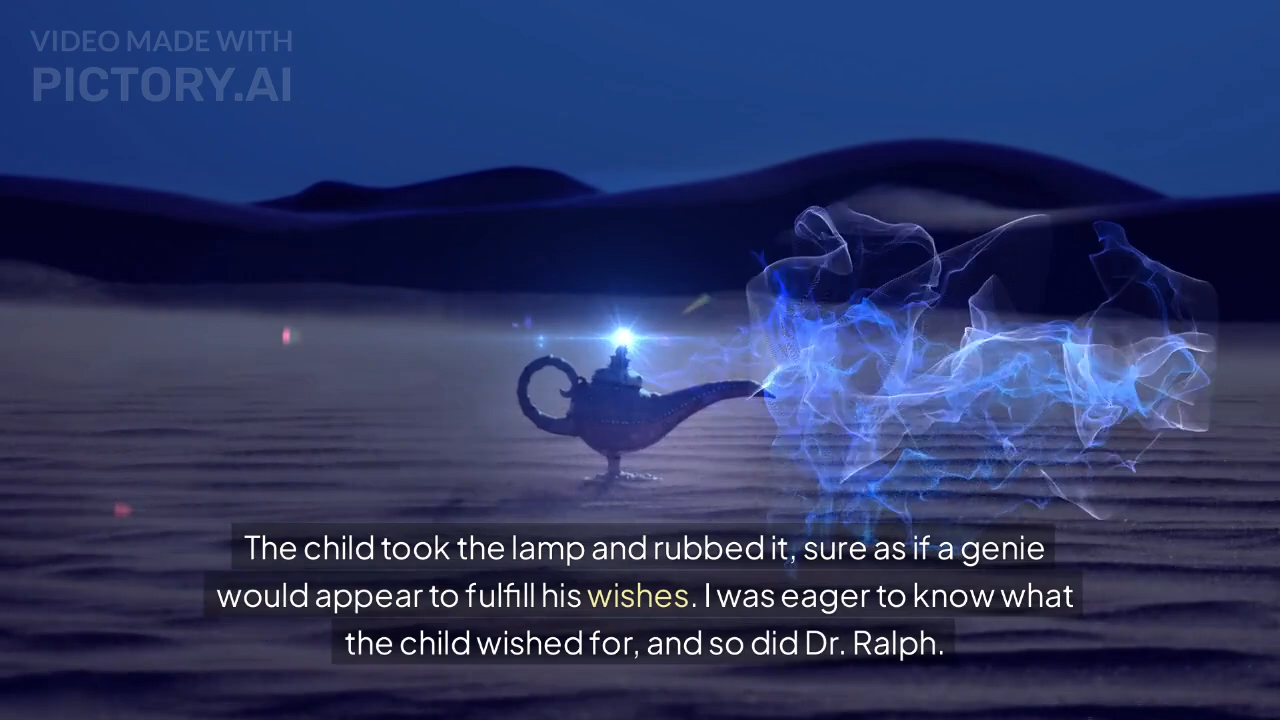 VIDEO MADE WITH
PICTORY.AI
The child took the lamp and rubbed it, sure as if a genie
would appear to fulfill his wishes. I was eager to know what
the child wished for, and so did Dr. Ralph.